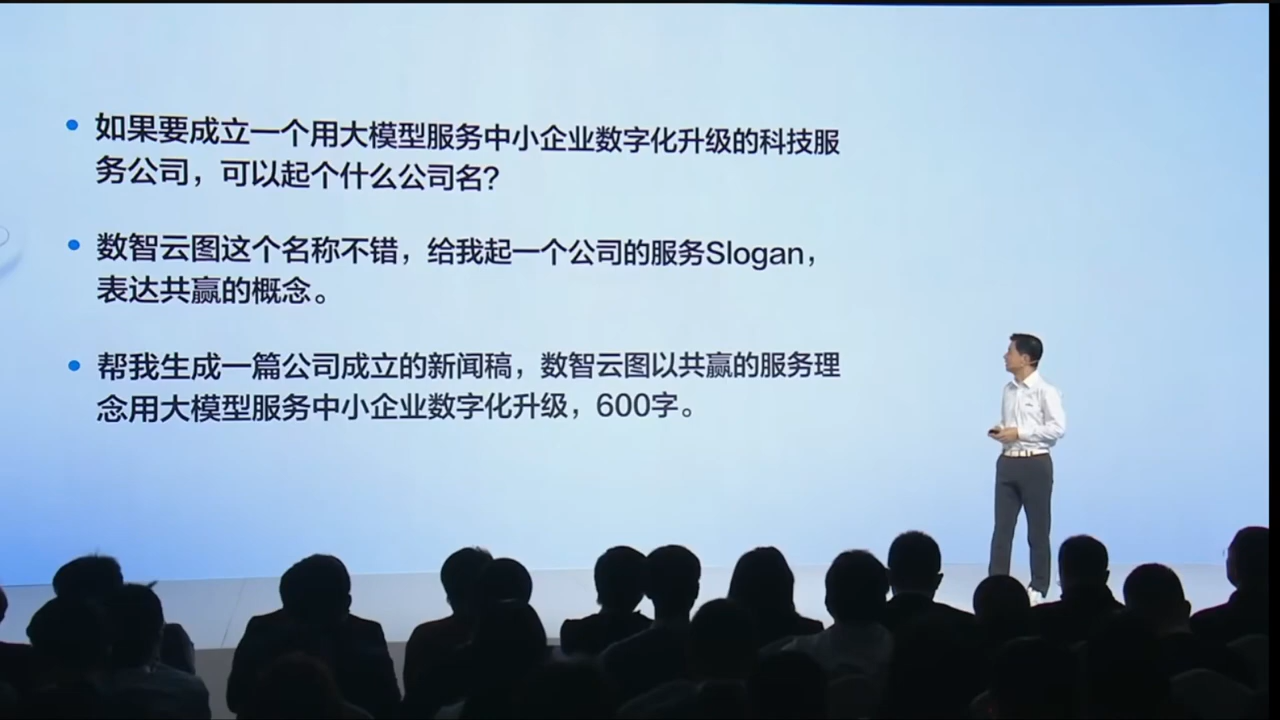 如果要成立一个用大模型服务中小企业数字化升级的科技服
务公司，可以起个什么公司名?
数智云图这个名称不错，给我起一个公司的服务Slogan，
表达共赢的概念。
帮我生成一篇公司成立的新闻稿，数智云图以共赢的服务理
念用大模型服务中小企业数字化升级，600字。